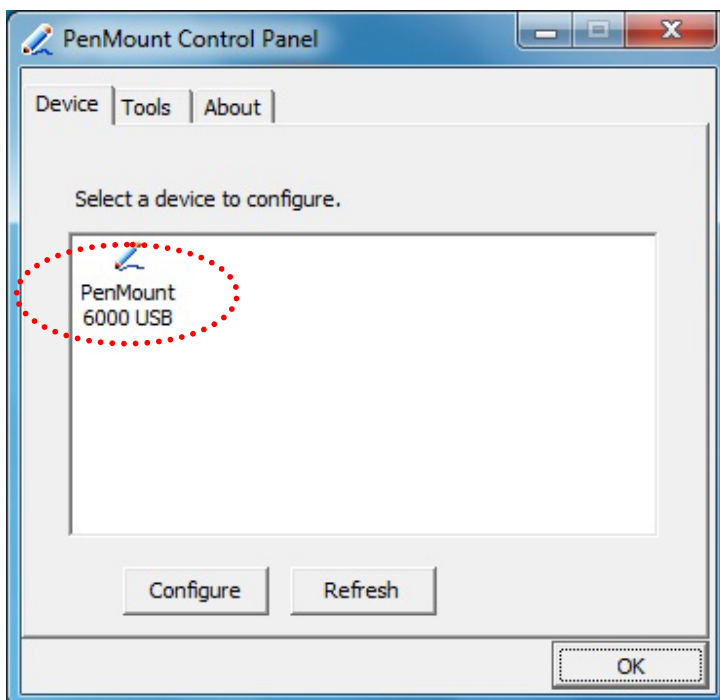 PenMount Control Panel
Device Tools About
Select a device to configure.
PenMount
6000 USB
Configure Refresh
OK